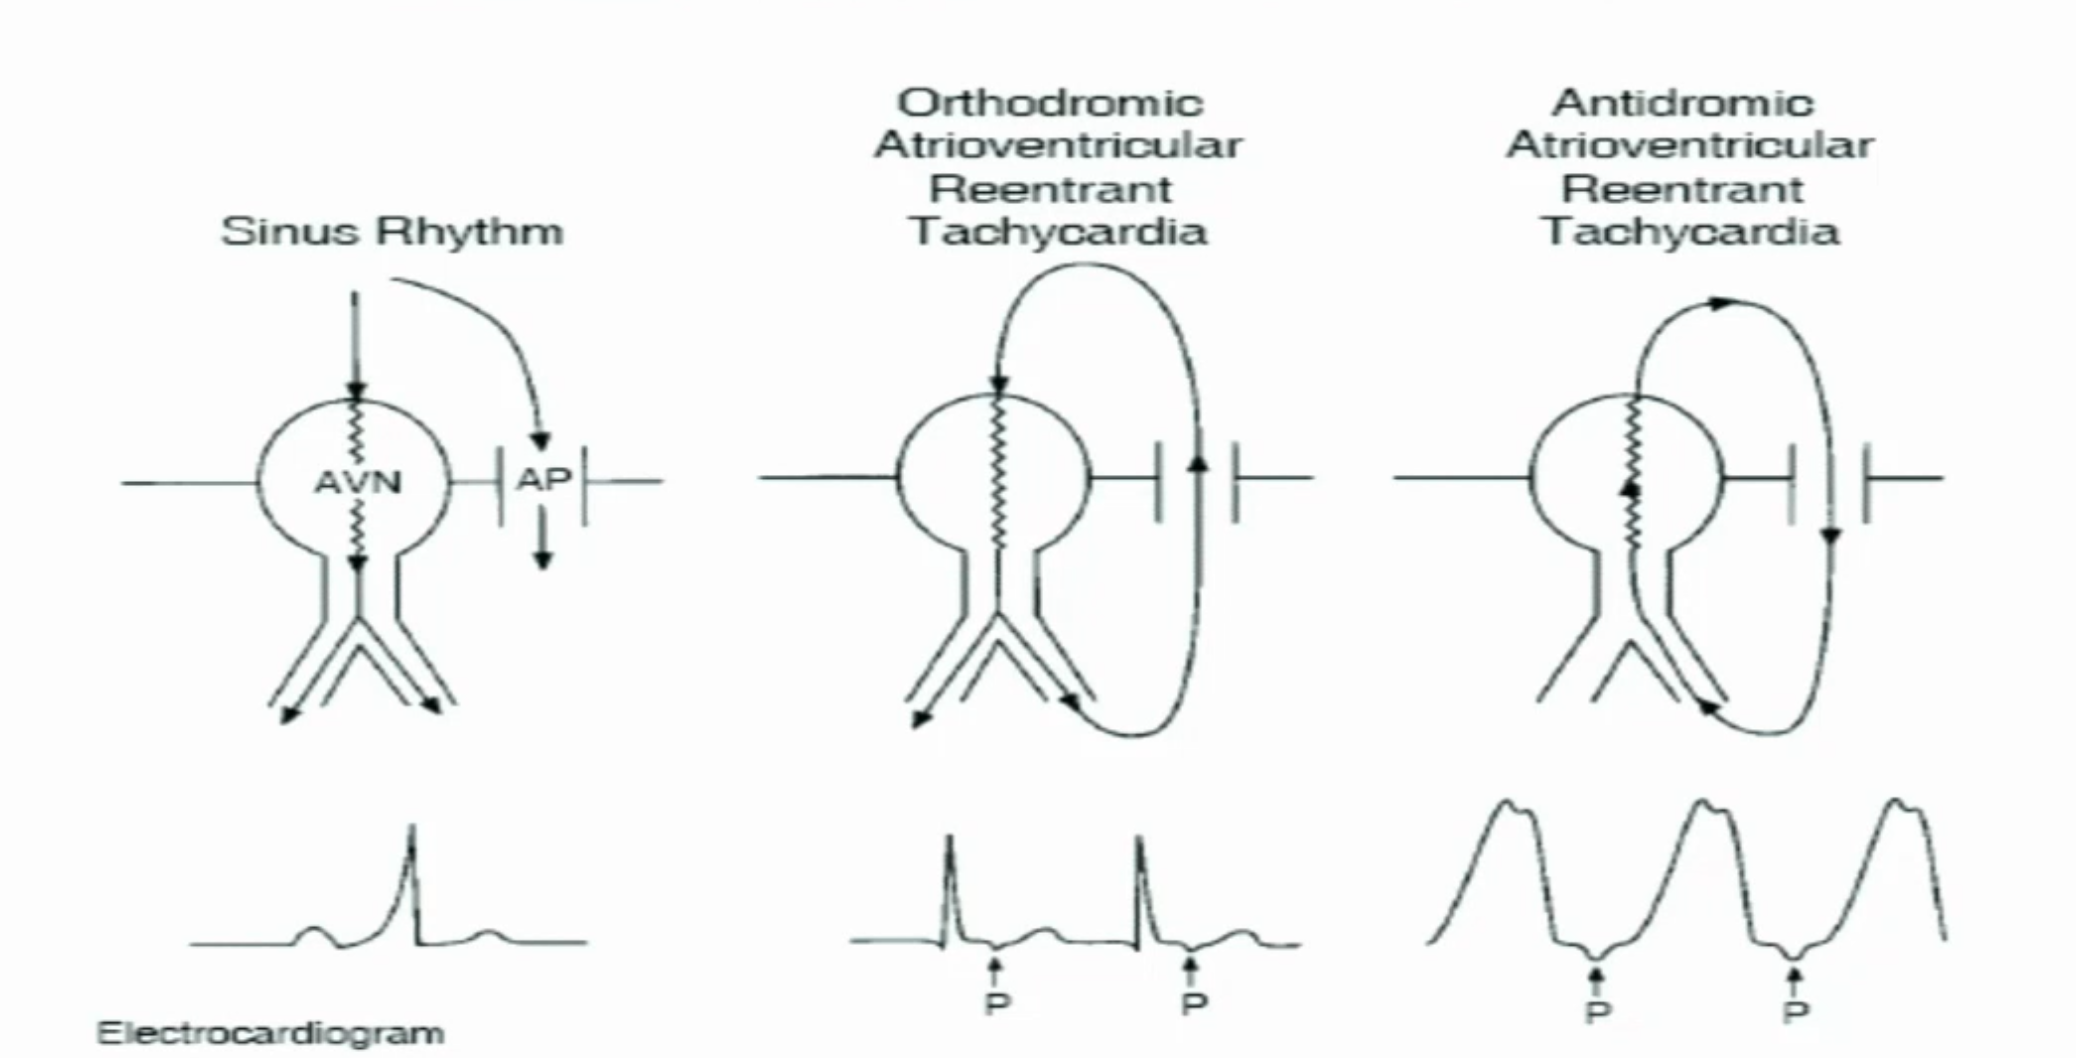 Sinus Rhythm
Orthodromic
Atrioventricular
Reentrant
Tachycardia
Antidromic
Atrioventricular
Reentrant
Tachycardia
AVN
AP
P
P
P
P
Electrocardiogram